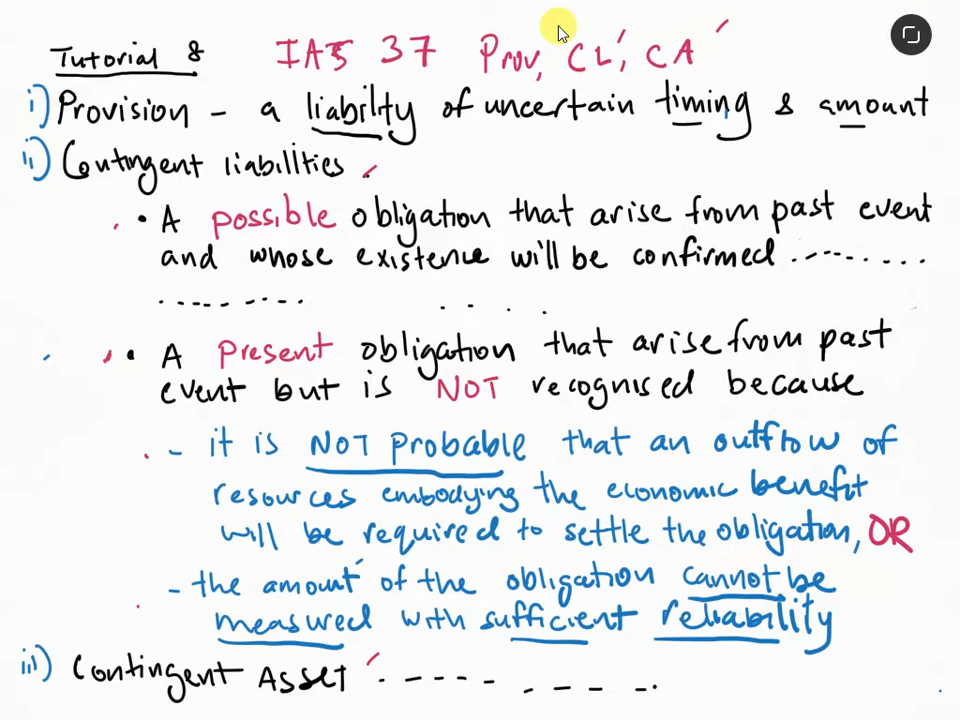 Tutorial 8 IAS 37 Prov, CL, CA
i) Provision - a liability of uncertain timing & amount
ii) Contingent liabilities
• A possible obligation that arise from past event
and whose existence will be confirmed ..........
..........  . . . .
• A present obligation that arise from past
event but is NOT recognised because
- it is NOT probable that an outflow of
resources embodying the economic benefit
will be required to settle the obligation, OR
- the amount of the obligation cannot be
measured with sufficient reliability
iii) Contingent Asset . - - - - - - - - .